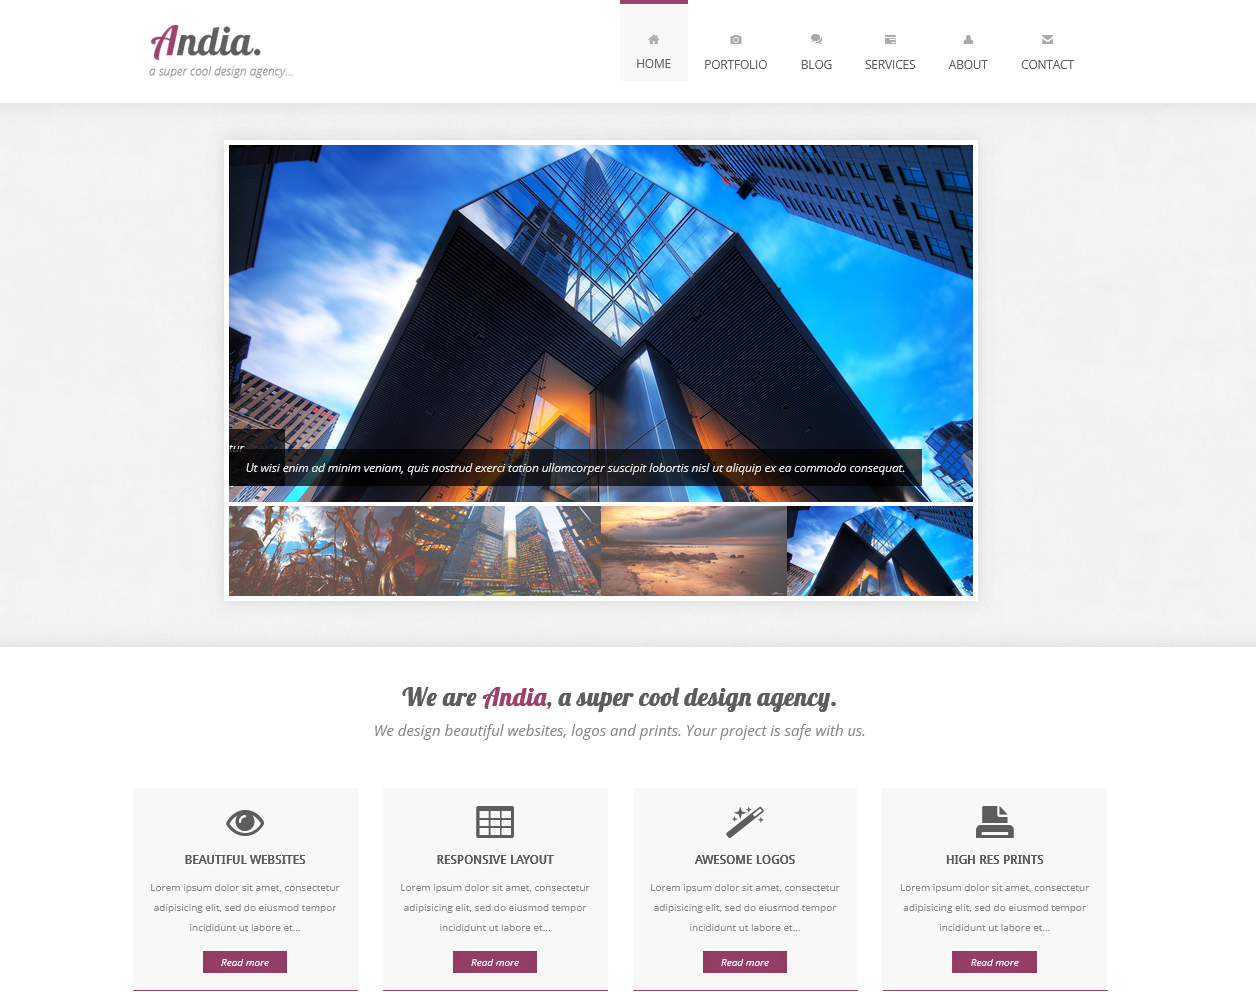 Andia.
a super cool design agency...
HOME
PORTFOLIO
BLOG
SERVICES
ABOUT
CONTACT
tur
Ut wisi enim ad minim veniam, quis nostrud exerci tation ullamcorper suscipit lobortis nisl ut aliquip ex ea commodo consequat.
We are Andia, a super cool design agency.
We design beautiful websites, logos and prints. Your project is safe with us.
BEAUTIFUL WEBSITES
Lorem ipsum dolor sit amet, consectetur
adipisicing elit, sed do eiusmod tempor
incididunt ut labore et...
Read more
RESPONSIVE LAYOUT
Lorem ipsum dolor sit amet, consectetur
adipisicing elit, sed do eiusmod tempor
incididunt ut labore et...
Read more
AWESOME LOGOS
Lorem ipsum dolor sit amet, consectetur
adipisicing elit, sed do eiusmod tempor
incididunt ut labore et...
Read more
HIGH RES PRINTS
Lorem ipsum dolor sit amet, consectetur
adipisicing elit, sed do eiusmod tempor
incididunt ut labore et...
Read more